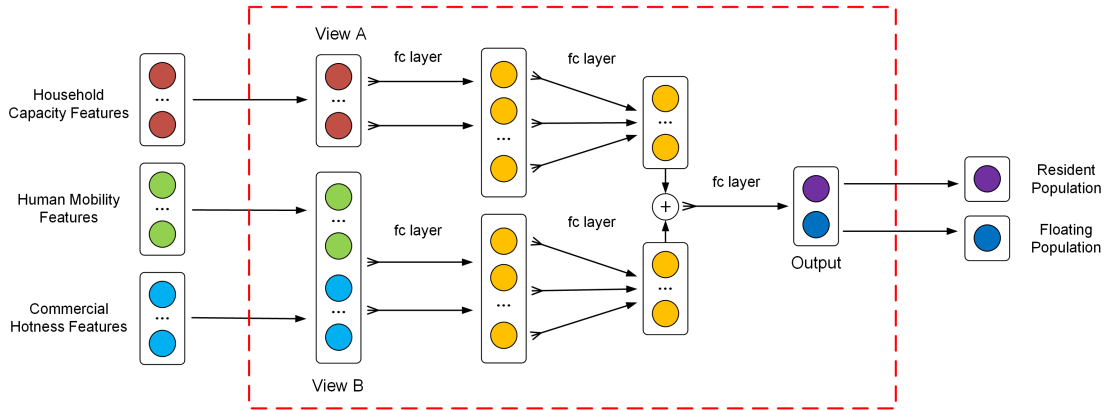 View A
Household
Capacity Features
...
...
fc layer
...
fc layer
...
Human Mobility
Features
...
...
+
fc layer
Resident
Population
fc layer
...
fc layer
...
Floating
Population
Output
Commercial
Hotness Features
...
...
View B